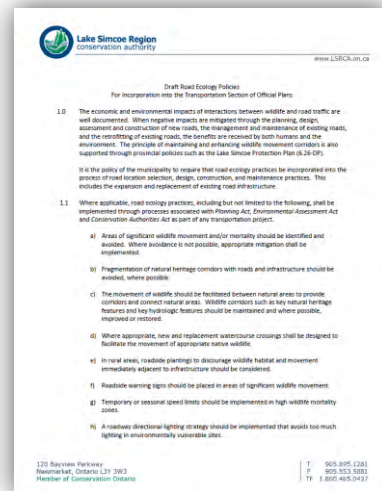 Lake Simcoe Region
conservation authority
www.LSRCA.on.ca
Draft Road Ecology Policies
For Incorporation into the Transportation Section of Official Plans
1.0 The economic and environmental impacts of interactions between wildlife and road traffic are
well documented. When negative impacts are mitigated through the planning, design,
assessment and construction of new roads, the management and maintenance of existing roads,
and the retrofitting of existing roads, the benefits are received by both humans and the
environment. The principle of maintaining and enhancing wildlife movement corridors is also
supported through provincial policies such as the Lake Simcoe Protection Plan (6.26-DP).
It is the policy of the municipality to require that road ecology practices be incorporated into the
process of road location selection, design, construction, and maintenance practices. This
includes the expansion and replacement of existing road infrastructure.
1.1 Where applicable, road ecology practices, including but not limited to the following, shall be
implemented through processes associated with Planning Act, Environmental Assessment Act
and Conservation Authorities Act as part of any transportation project.
a) Areas of significant wildlife movement and/or mortality should be identified and
avoided. Where avoidance is not possible, appropriate mitigation shall be
implemented.
b) Fragmentation of natural heritage corridors with roads and infrastructure should be
avoided, where possible.
c) The movement of wildlife should be facilitated between natural areas to provide
corridors and connect natural areas. Wildlife corridors such as key natural heritage
features and key hydrologic features should be maintained and where possible,
improved or restored.
d) Where appropriate, new and replacement watercourse crossings shall be designed to
facilitate the movement of appropriate native wildlife.
e) In rural areas, roadside plantings to discourage wildlife habitat and movement
immediately adjacent to infrastructure should be considered.
f) Roadside warning signs should be placed in areas of significant wildlife movement.
g) Temporary or seasonal speed limits should be implemented in high wildlife mortality
zones.
h) A roadway directional lighting strategy should be implemented that avoids too much
lighting in environmentally vulnerable sites.
120 Bayview Parkway
Newmarket, Ontario L3Y 3W3
Member of Conservation Ontario
T 905.895.1281
F 905.853.5881
TF 1.800.465.0437